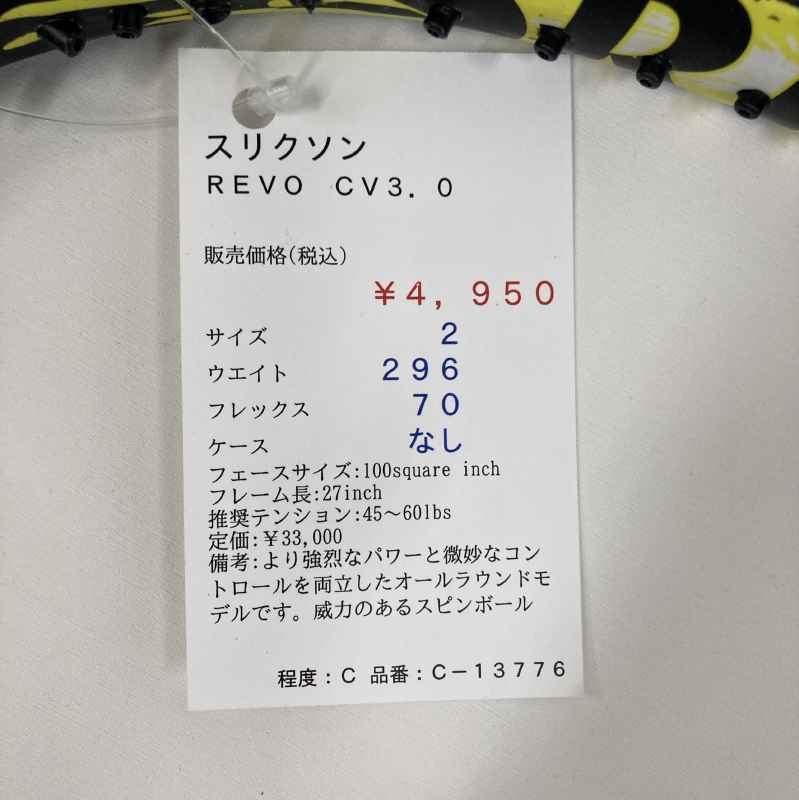 スリクソン
ＲＥＶＯ　ＣＶ３．０
販売価格(税込)
￥４，９５０
サイズ　２
ウエイト　２９６
フレックス　７０
ケース　なし
フェースサイズ:100square inch
フレーム長:27inch
推奨テンション:45～60lbs
定価:￥33,000
備考:より強烈なパワーと微妙なコン
トロールを両立したオールラウンドモ
デルです。威力のあるスピンボール
程度：Ｃ 品番：Ｃ－１３７７６